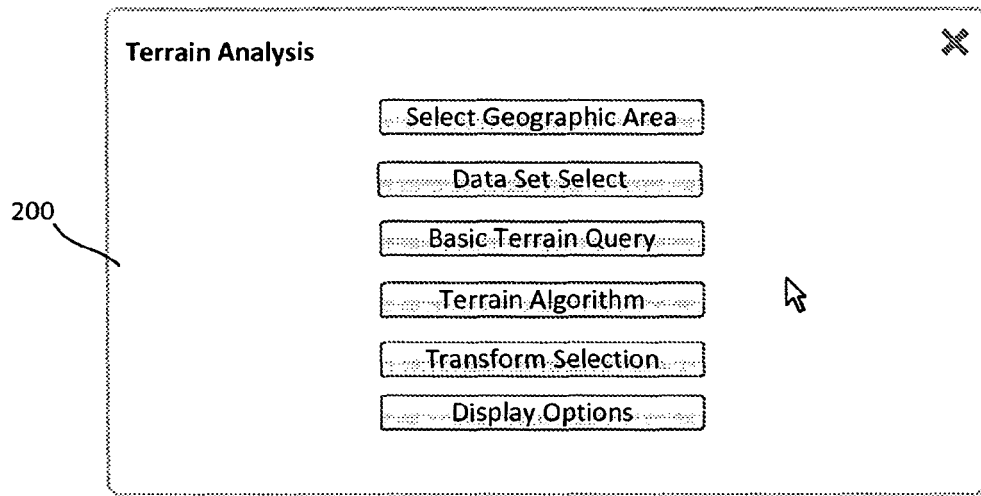 Terrain Analysis
Select Geographic Area
Data Set Select
200
Basic Terrain Query
Terrain Algorithm
Transform Selection
Display Options